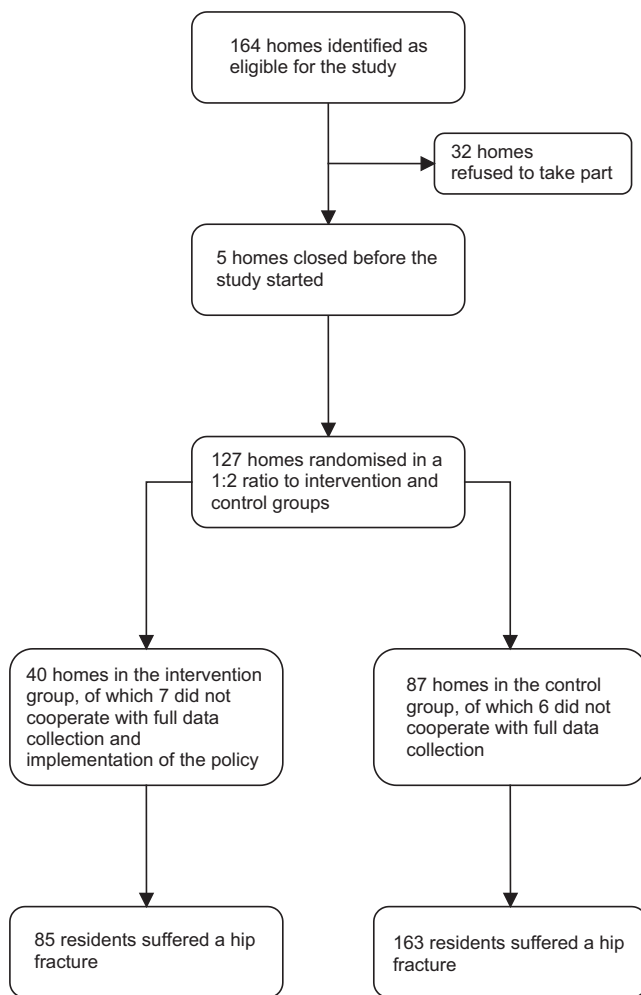 164 homes identified as
eligible for the study
32 homes
refused to take part
5 homes closed before the
study started
127 homes randomised in a
1:2 ratio to intervention and
control groups
40 homes in the intervention
group, of which 7 did not
cooperate with full data
collection and
implementation of the policy
87 homes in the control
group, of which 6 did not
cooperate with full data
collection
85 residents suffered a hip
fracture
163 residents suffered a hip
fracture